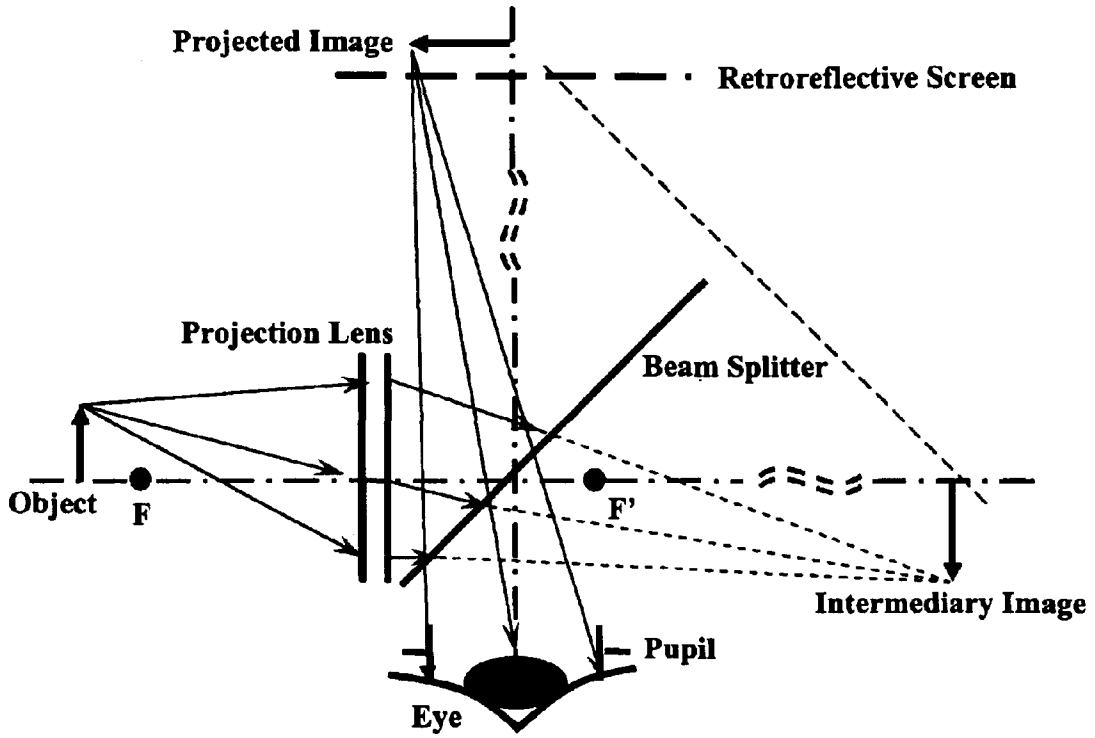 Projected Image
Retroreflective Screen
Projection Lens
Beam Splitter
Object
F
F'
Intermediary Image
Pupil
Eye